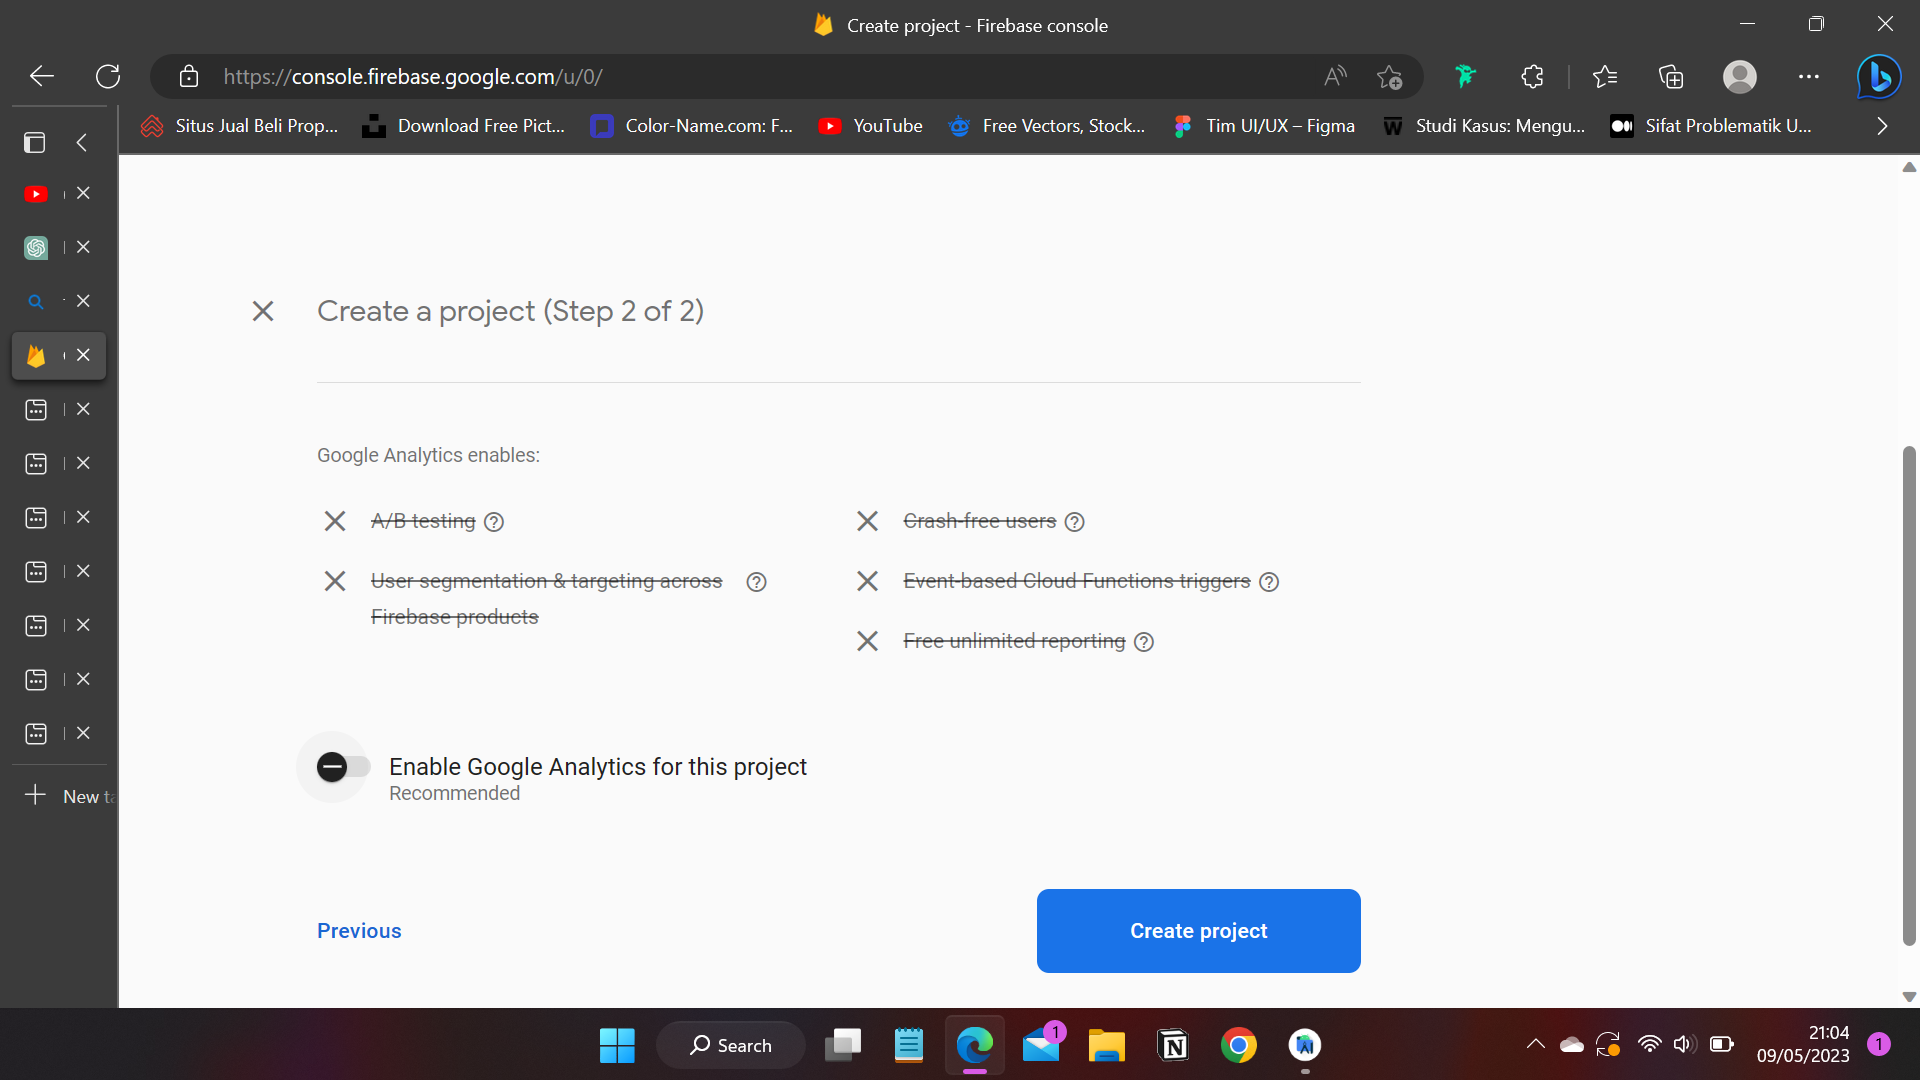 Create project - Firebase console
https://console.firebase.google.com/u/0/
Situs Jual Beli Prop...
Download Free Pict...
Color-Name.com: F...
YouTube
Free Vectors, Stock...
Tim UI/UX – Figma
Studi Kasus: Mengu...
Sifat Problematik U...
Create a project (Step 2 of 2)
Google Analytics enables:
A/B testing
Crash-free users
User segmentation & targeting across
Firebase products
Event-based Cloud Functions triggers
Free unlimited reporting
Enable Google Analytics for this project
Recommended
New ta
Previous
Create project
Search
1
21:04
09/05/2023
1